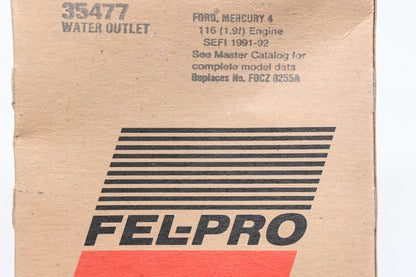 35477
WATER OUTLET
FORD, MERCURY 4
116 (1.9ℓ) Engine
SEFI 1991-92
See Master Catalog for
complete model data
Replaces No. FOCZ 8255A
FEL-PRO